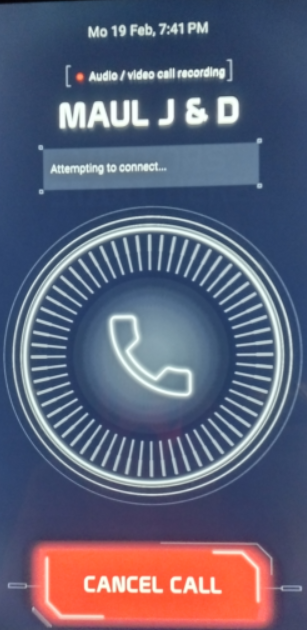 Mo 19 Feb, 7:41 PM
Audio / video call recording
MAUL J & D
Attempting to connect...
CANCEL CALL